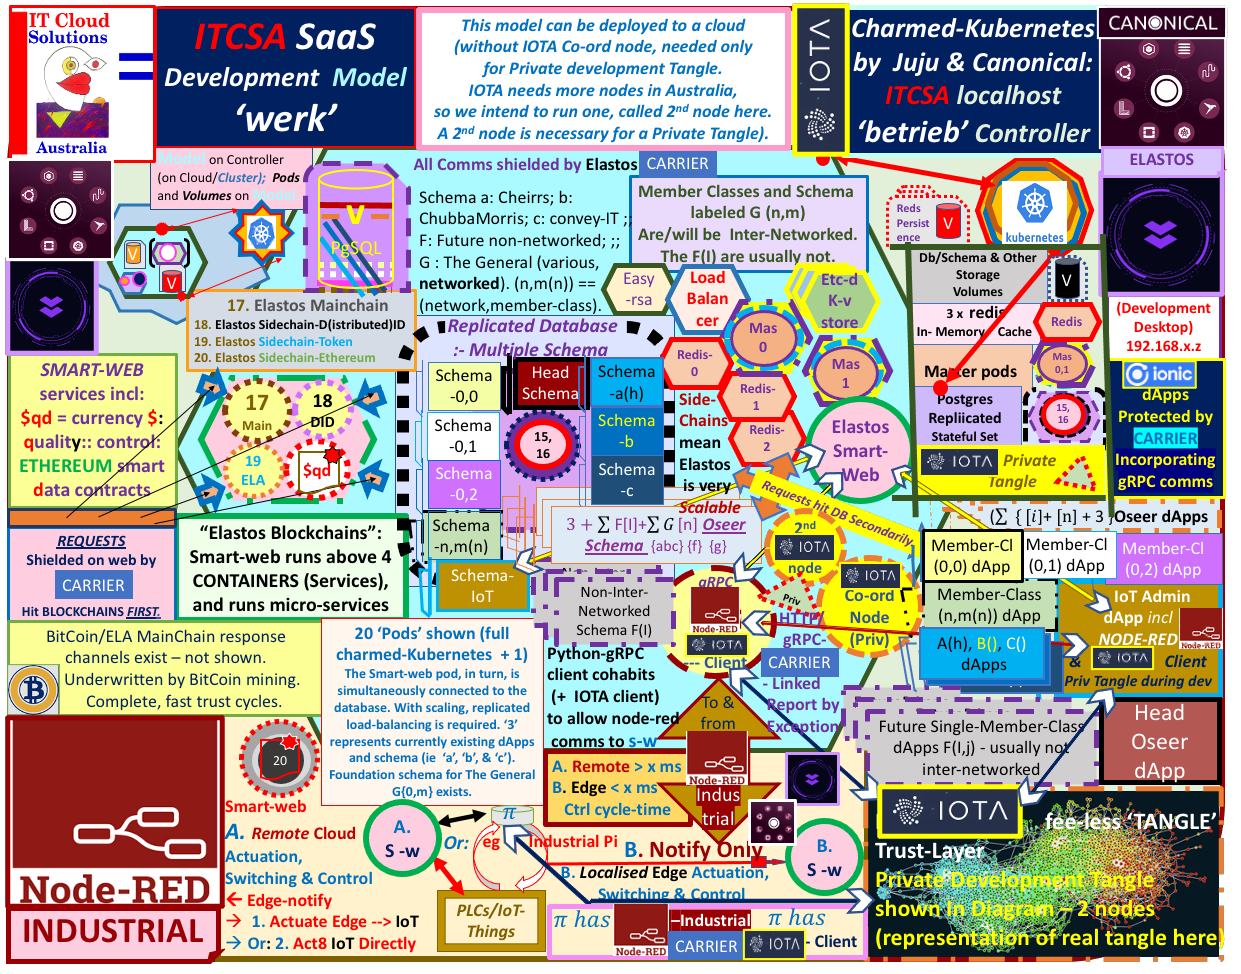 IT Cloud
Solutions
Australia
ITCSA SaaS
Development Model
‘werk’
This model can be deployed to a cloud
(without IOTA Co-ord node, needed only
for Private development Tangle.
IOTA needs more nodes in Australia,
so we intend to run one, called 2nd node here.
A 2nd node is necessary for a Private Tangle).
IOTA
Charmed-Kubernetes
by Juju & Canonical:
ITCSA localhost
‘betrieb’ Controller
CANONICAL
Model on Controller
(on Cloud/Cluster); Pods
and Volumes on Model
V
V
V
PgSQL
All Comms shielded by Elastos CARRIER
Schema a: Cheirrs; b:
ChubbaMorris; c: convey-IT ;;
F: Future non-networked; ;;
G : The General (various,
networked). (n,m(n)) ==
(network,member-class).
Member Classes and Schema
labeled G (n,m)
Are/will be Inter-Networked.
The F(I) are usually not.
Reds
Persist
ence
V
kubernetes
ELASTOS
Db/Schema & Other
Storage
Volumes
V
3 x redis
In- Memory Cache
Redis
Master pods
Mas
0,1
Postgres
Repliicated
Stateful Set
15,
16
IOTA Private
Tangle
(Development
Desktop)
192.168.x.z
ionic
dApps
Protected by
CARRIER
Incorporating
gRPC comms
17. Elastos Mainchain
18. Elastos Sidechain-D(istributed)ID
19. Elastos Sidechain-Token
20. Elastos Sidechain-Ethereum
Easy
-rsa
Load
Balan
cer
Etc-d
K-v
store
Mas
0
Mas
1
Redis-
0
Redis-
1
Redis-
2
Side-
Chains
mean
Elastos
is very
Scalable
Elastos
Smart-
Web
Replicated Database
:- Multiple Schema
Schema
-0,0
Head
Schema
Schema
-a(h)
Schema
-0,1
15,
16
Schema
-b
Schema
-0,2
Schema
-c
Schema
-n,m(n)
Schema-
IoT
3 + ∑ F[I]+∑ G [n] Oseer
Schema {abc} {f} {g}
SMART-WEB
services incl:
$qd = currency $:
quality:: control:
ETHEREUM smart
data contracts
17
Main
18
DID
19
ELA
$qd
REQUESTS
Shielded on web by
CARRIER
Hit BLOCKCHAINS FIRST.
“Elastos Blockchains”:
Smart-web runs above 4
CONTAINERS (Services),
and runs micro-services
Requests hit DB Secondarily
2nd
IOTA
node
IOTA
Co-ord
Node
(Priv)
Priv
Non-Inter-
Networked
Schema F(I)
gRPC
Node-RED
IOTA
--- Client
HTTP/
gRPC-
CARRIER
- Linked
Report by
Exception
(∑ { [i]+ [n] + 3 } Oseer dApps
Member-Cl
(0,0) dApp
Member-Cl
(0,1) dApp
Member-Cl
(0,2) dApp
Member-Class
(n,m(n)) dApp
A(h), B(), C()
dApps
IoT Admin
dApp incl
NODE-RED
& IOTA Client
Priv Tangle during dev
Node-RED
BitCoin/ELA MainChain response
channels exist – not shown.
Underwritten by BitCoin mining.
Complete, fast trust cycles.
20 ‘Pods’ shown (full
charmed-Kubernetes + 1)
The Smart-web pod, in turn, is
simultaneously connected to the
database. With scaling, replicated
load-balancing is required. ‘3’
represents currently existing dApps
and schema (ie ‘a’, ‘b’, & ‘c’).
Foundation schema for The General
G{0,m} exists.
Python-gRPC
client cohabits
(+ IOTA client)
to allow node-red
comms to s-w
To &
from
Node-RED
Indus
trial
Future Single-Member-Class
dApps F(I,j) - usually not
inter-networked
Head
Oseer
dApp
A. Remote > x ms
B. Edge < x ms
Ctrl cycle-time
Node-RED
INDUSTRIAL
20
Smart-web
A. Remote Cloud
Actuation,
Switching & Control
← Edge-notify
→ 1. Actuate Edge --> IoT
→ Or: 2. Act8 IoT Directly
A.
S -w
Or:
π
eg
Industrial Pi
PLCs/IoT-
Things
B. Notify Only
B. Localised Edge Actuation,
Switching & Control
B.
S -w
π has
Node-RED
–Industrial
π has
CARRIER
IOTA - Client
IOTA
fee-less ‘TANGLE’
Trust-Layer
Private Development Tangle
shown In Diagram – 2 nodes
(representation of real tangle here)